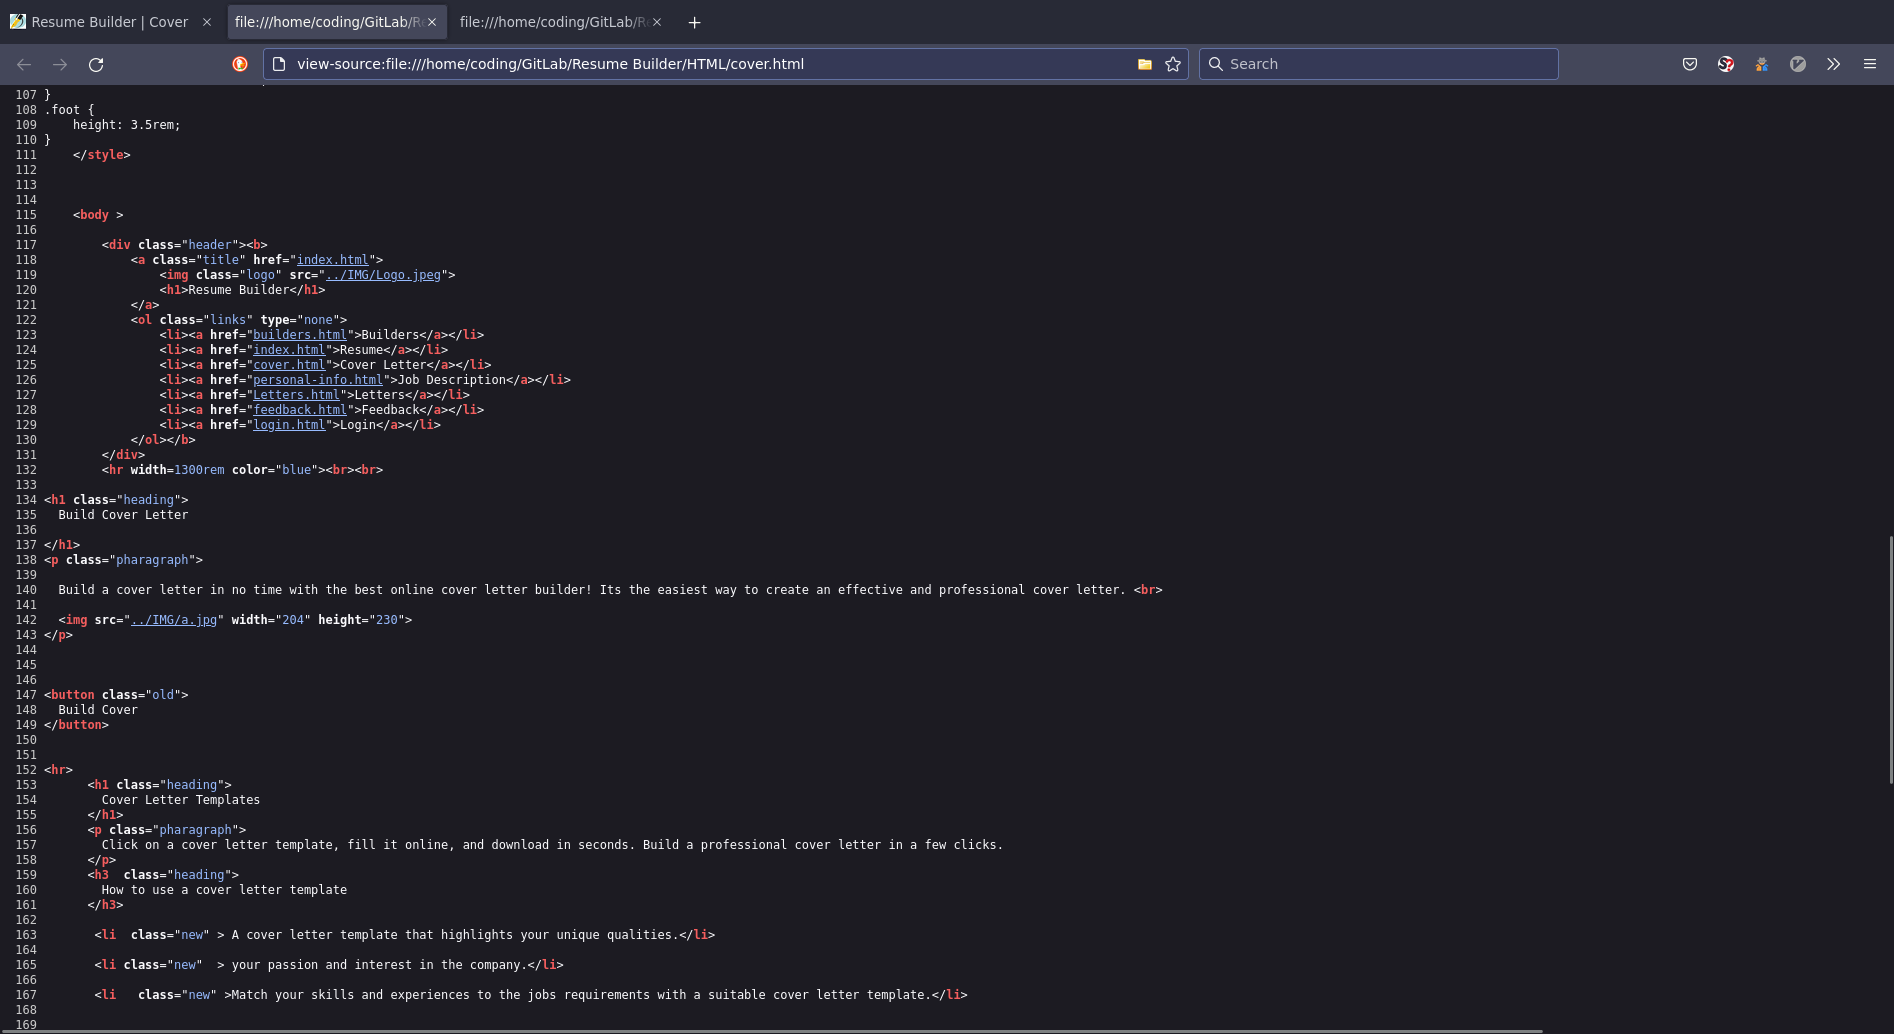 Resume Builder | Cover
file:///home/coding/GitLab/R
file:///home/coding/GitLab/R
view-source:file:///home/coding/GitLab/Resume Builder/HTML/cover.html
Search
107 }
108 .foot {
109     height: 3.5rem;
110 }
111     </style>
112
113
114
115     <body >
116
117         <div class="header"><b>
118             <a class="title" href="index.html">
119                 <img class="logo" src="../IMG/Logo.jpeg">
120                 <h1>Resume Builder</h1>
121             </a>
122             <ol class="links" type="none">
123                 <li><a href="builders.html">Builders</a></li>
124                 <li><a href="index.html">Resume</a></li>
125                 <li><a href="cover.html">Cover Letter</a></li>
126                 <li><a href="personal-info.html">Job Description</a></li>
127                 <li><a href="Letters.html">Letters</a></li>
128                 <li><a href="feedback.html">Feedback</a></li>
129                 <li><a href="login.html">Login</a></li>
130             </ol></b>
131         </div>
132         <hr width=1300rem color="blue"><br><br>
133
134 <h1 class="heading">
135   Build Cover Letter
136
137 </h1>
138 <p class="pharagraph">
139
140   Build a cover letter in no time with the best online cover letter builder! Its the easiest way to create an effective and professional cover letter. <br>
141
142   <img src="../IMG/a.jpg" width="204" height="230">
143 </p>
144
145
146
147 <button class="old">
148   Build Cover
149 </button>
150
151
152 <hr>
153       <h1 class="heading">
154         Cover Letter Templates
155       </h1>
156       <p class="pharagraph">
157         Click on a cover letter template, fill it online, and download in seconds. Build a professional cover letter in a few clicks.
158       </p>
159       <h3  class="heading">
160         How to use a cover letter template
161       </h3>
162
163        <li  class="new" > A cover letter template that highlights your unique qualities.</li>
164
165        <li class="new"  > your passion and interest in the company.</li>
166
167        <li   class="new" >Match your skills and experiences to the jobs requirements with a suitable cover letter template.</li>
168
169